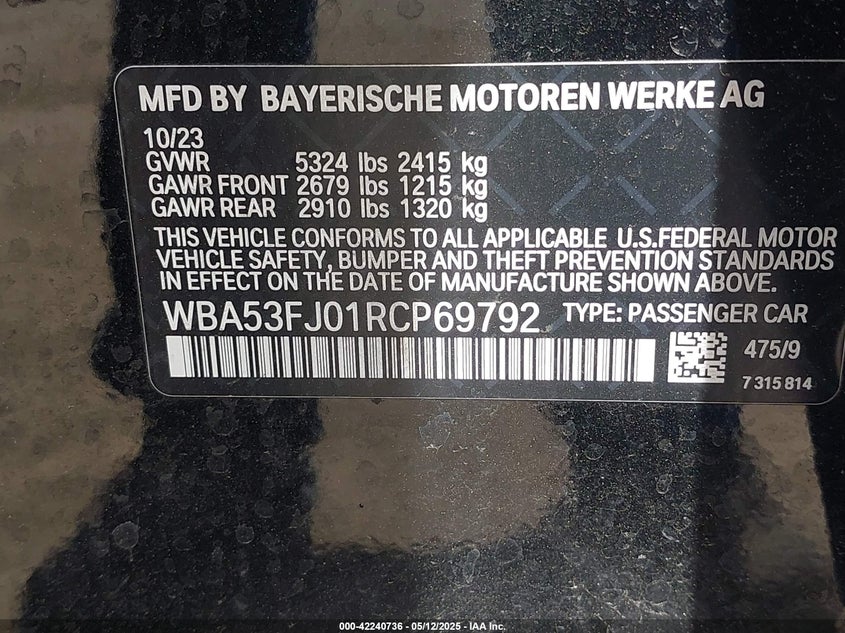 MFD BY BAYERISCHE MOTOREN WERKE AG
10/23
GVWR 5324 lbs 2415 kg
GAWR FRONT 2679 lbs 1215 kg
GAWR REAR 2910 lbs 1320 kg
THIS VEHICLE CONFORMS TO ALL APPLICABLE U.S.FEDERAL MOTOR
VEHICLE SAFETY, BUMPER AND THEFT PREVENTION STANDARDS
IN EFFECT ON THE DATE OF MANUFACTURE SHOWN ABOVE.
WBA53FJ01RCP69792 TYPE: PASSENGER CAR
475/9
7 315 814
000-42240736 - 05/12/2025 - IAA Inc.